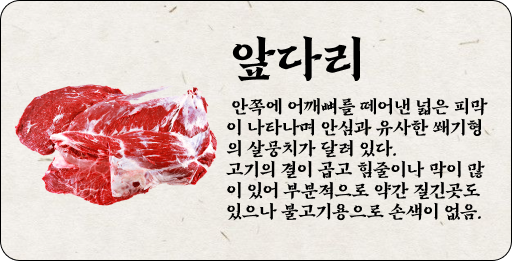 앞다리
안쪽에 어깨뼈를 떼어낸 넓은 피막
이 나타나며 안심과 유사한 쐐기형
의 살뭉치가 달려 있다.
고기의 결이 곱고 힘줄이나 막이 많
이 있어 부분적으로 약간 질긴곳도
있으나 불고기용으로 손색이 없음.